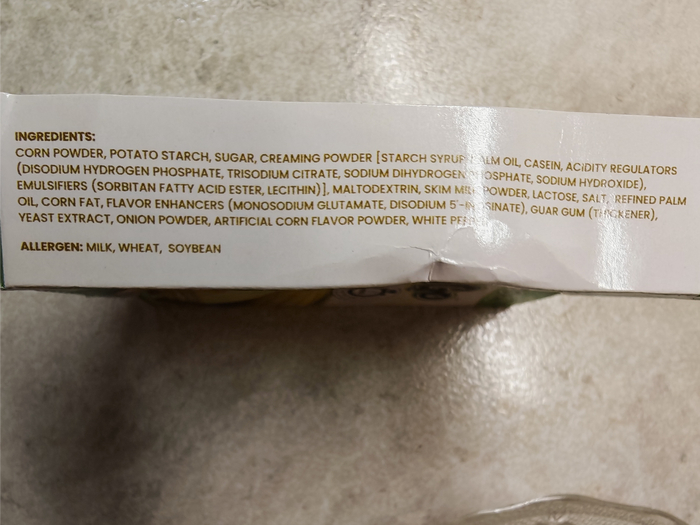 INGREDIENTS:
CORN POWDER, POTATO STARCH, SUGAR, CREAMING POWDER [STARCH SYRUP, PALM OIL, CASEIN, ACIDITY REGULATORS
(DISODIUM HYDROGEN PHOSPHATE, TRISODIUM CITRATE, SODIUM DIHYDROGEN PHOSPHATE, SODIUM HYDROXIDE),
EMULSIFIERS (SORBITAN FATTY ACID ESTER, LECITHIN)], MALTODEXTRIN, SKIM MILK POWDER, LACTOSE, SALT, REFINED PALM
OIL, CORN FAT, FLAVOR ENHANCERS (MONOSODIUM GLUTAMATE, DISODIUM 5'-INOSINATE), GUAR GUM (THICKENER),
YEAST EXTRACT, ONION POWDER, ARTIFICIAL CORN FLAVOR POWDER, WHITE
ALLERGEN: MILK, WHEAT, SOYBEAN